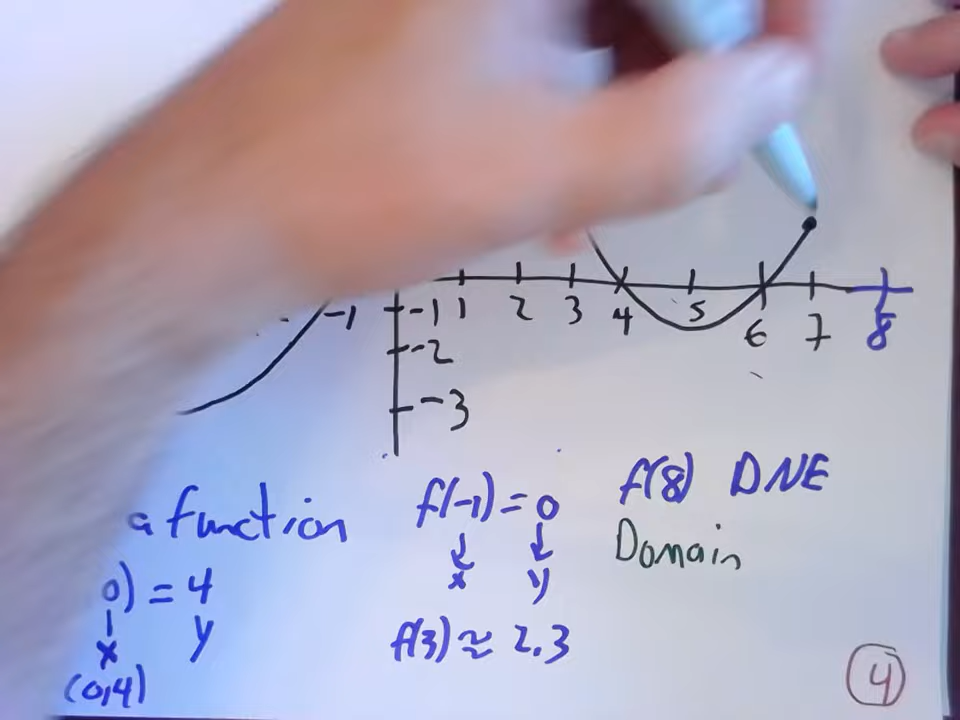 -1 -1 1 2 3 4 5 6 7 8
-2
-3
a function f(-1) = 0 f(8) DNE
x y Domain
0) = 4
x y f(3) ≈ 2.3
(0,4)
4